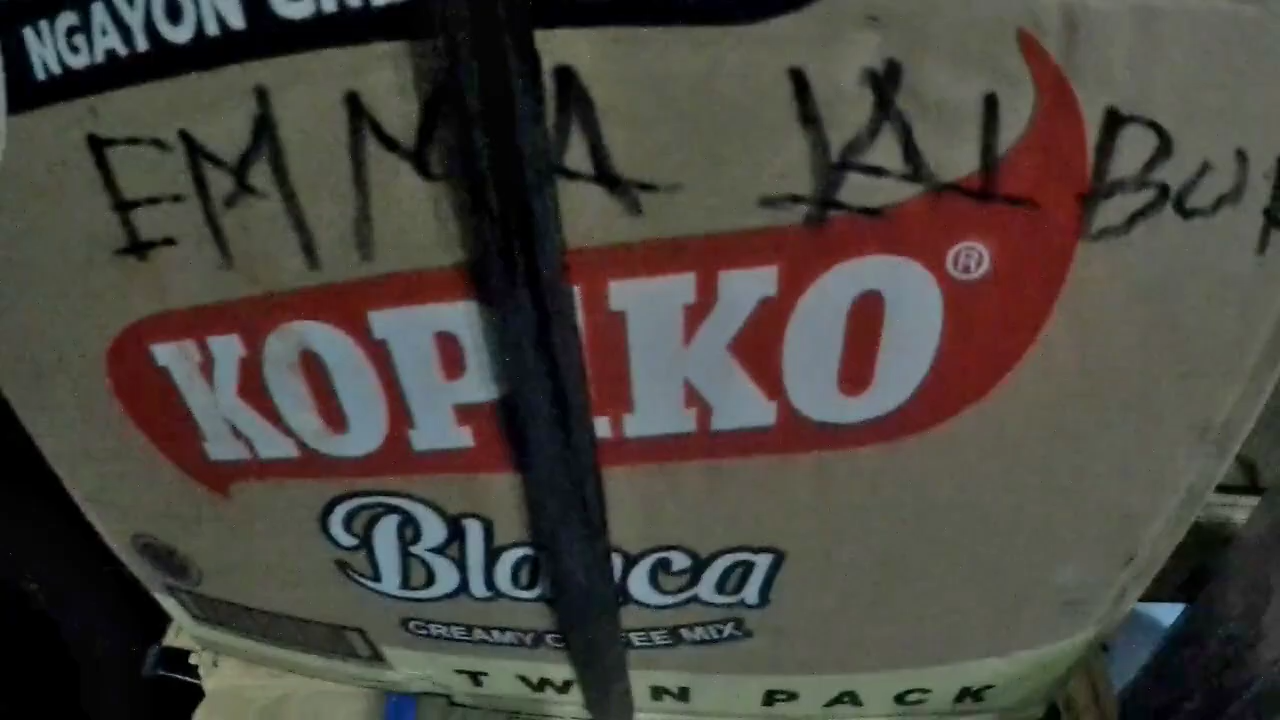 NGAYON
EMMA
KOPIKO®
Blanca
CREAMY COFFEE MIX
TWIN PACK